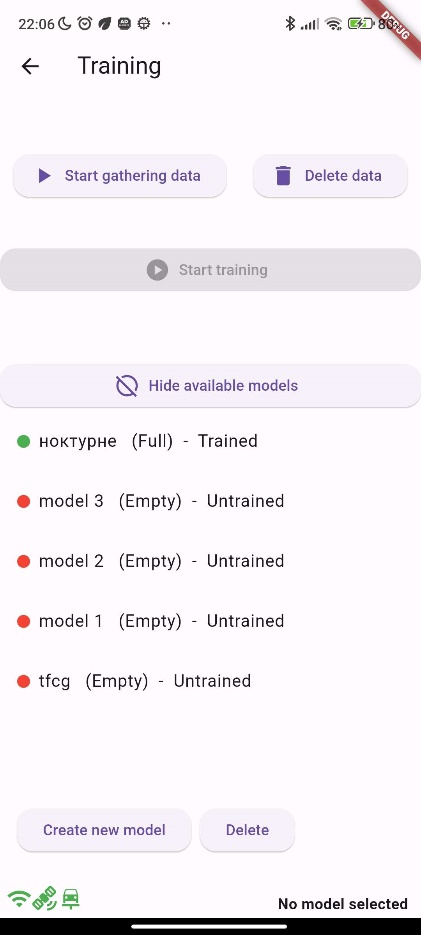 22:06
DEBUG
Training
Start gathering data
Delete data
Start training
Hide available models
ноктурне (Full) - Trained
model 3 (Empty) - Untrained
model 2 (Empty) - Untrained
model 1 (Empty) - Untrained
tfcg (Empty) - Untrained
Create new model
Delete
No model selected